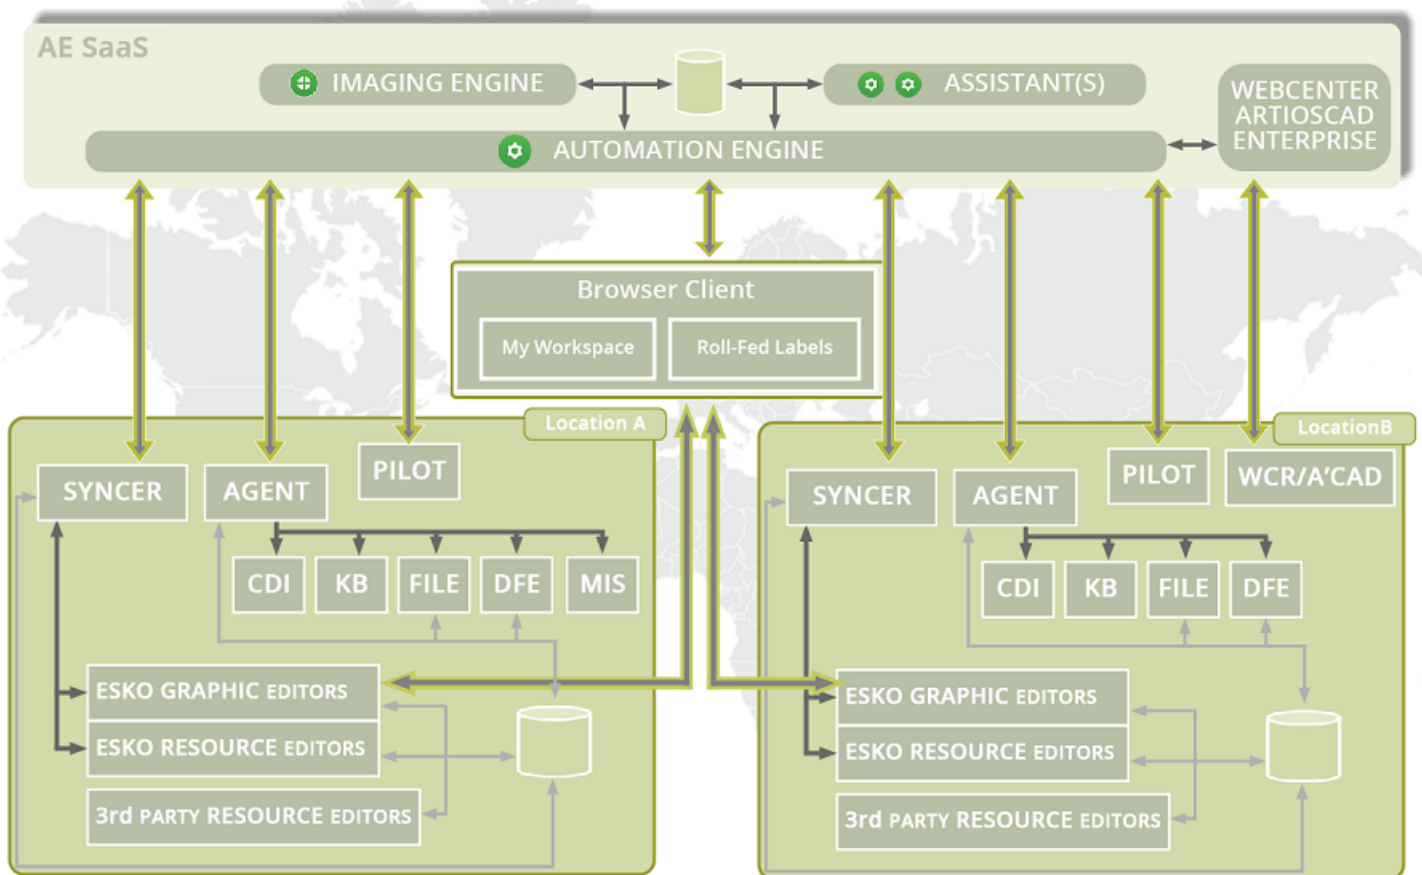 AE SaaS
IMAGING ENGINE
ASSISTANT(S)
WEBCENTER
ARTIOSCAD
ENTERPRISE
AUTOMATION ENGINE
Browser Client
My Workspace
Roll-Fed Labels
Location A
SYNCER
AGENT
PILOT
CDI
KB
FILE
DFE
MIS
ESKO GRAPHIC EDITORS
ESKO RESOURCE EDITORS
3rd PARTY RESOURCE EDITORS
LocationB
SYNCER
AGENT
PILOT
WCR/A'CAD
CDI
KB
FILE
DFE
ESKO GRAPHIC EDITORS
ESKO RESOURCE EDITORS
3rd PARTY RESOURCE EDITORS